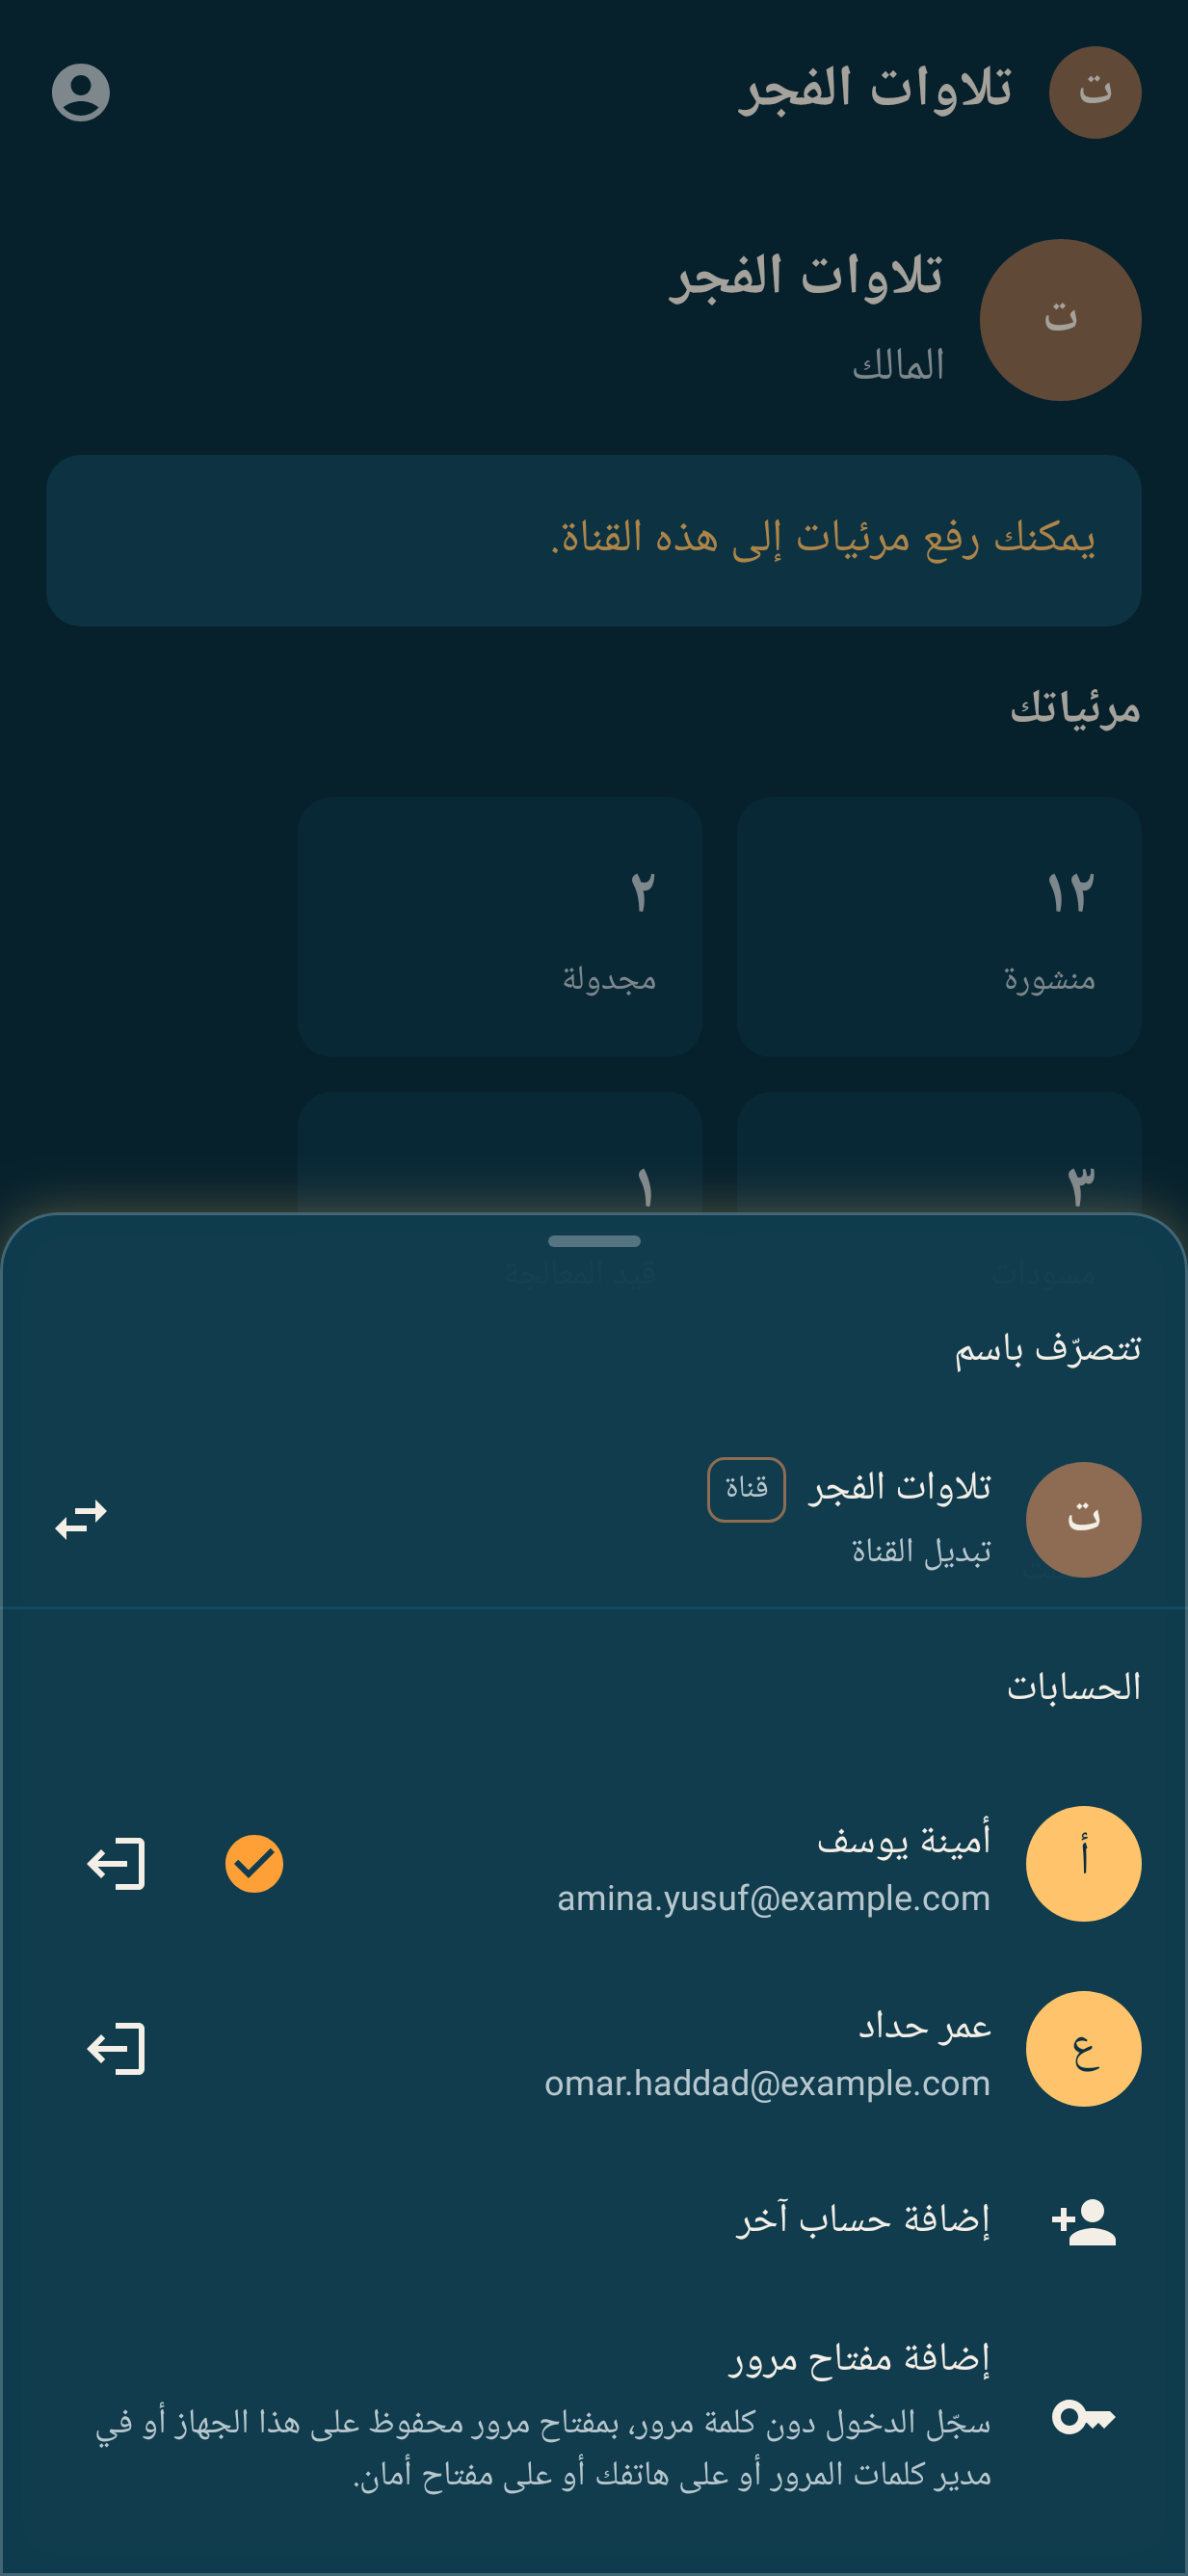 ت
تلاوات الفجر
ت
تلاوات الفجر
المالك
يمكنك رفع مرئيات إلى هذه القناة.
مرئياتك
١٢
منشورة
٢
مجدولة
٣
مسودات
١
قيد المعالجة
تتصرّف باسم
ت
تلاوات الفجر
قناة
تبديل القناة
الحسابات
أ
أمينة يوسف
amina.yusuf@example.com
ع
عمر حداد
omar.haddad@example.com
إضافة حساب آخر
إضافة مفتاح مرور
سجّل الدخول دون كلمة مرور، بمفتاح مرور محفوظ على هذا الجهاز أو في
مدير كلمات المرور أو على هاتفك أو على مفتاح أمان.